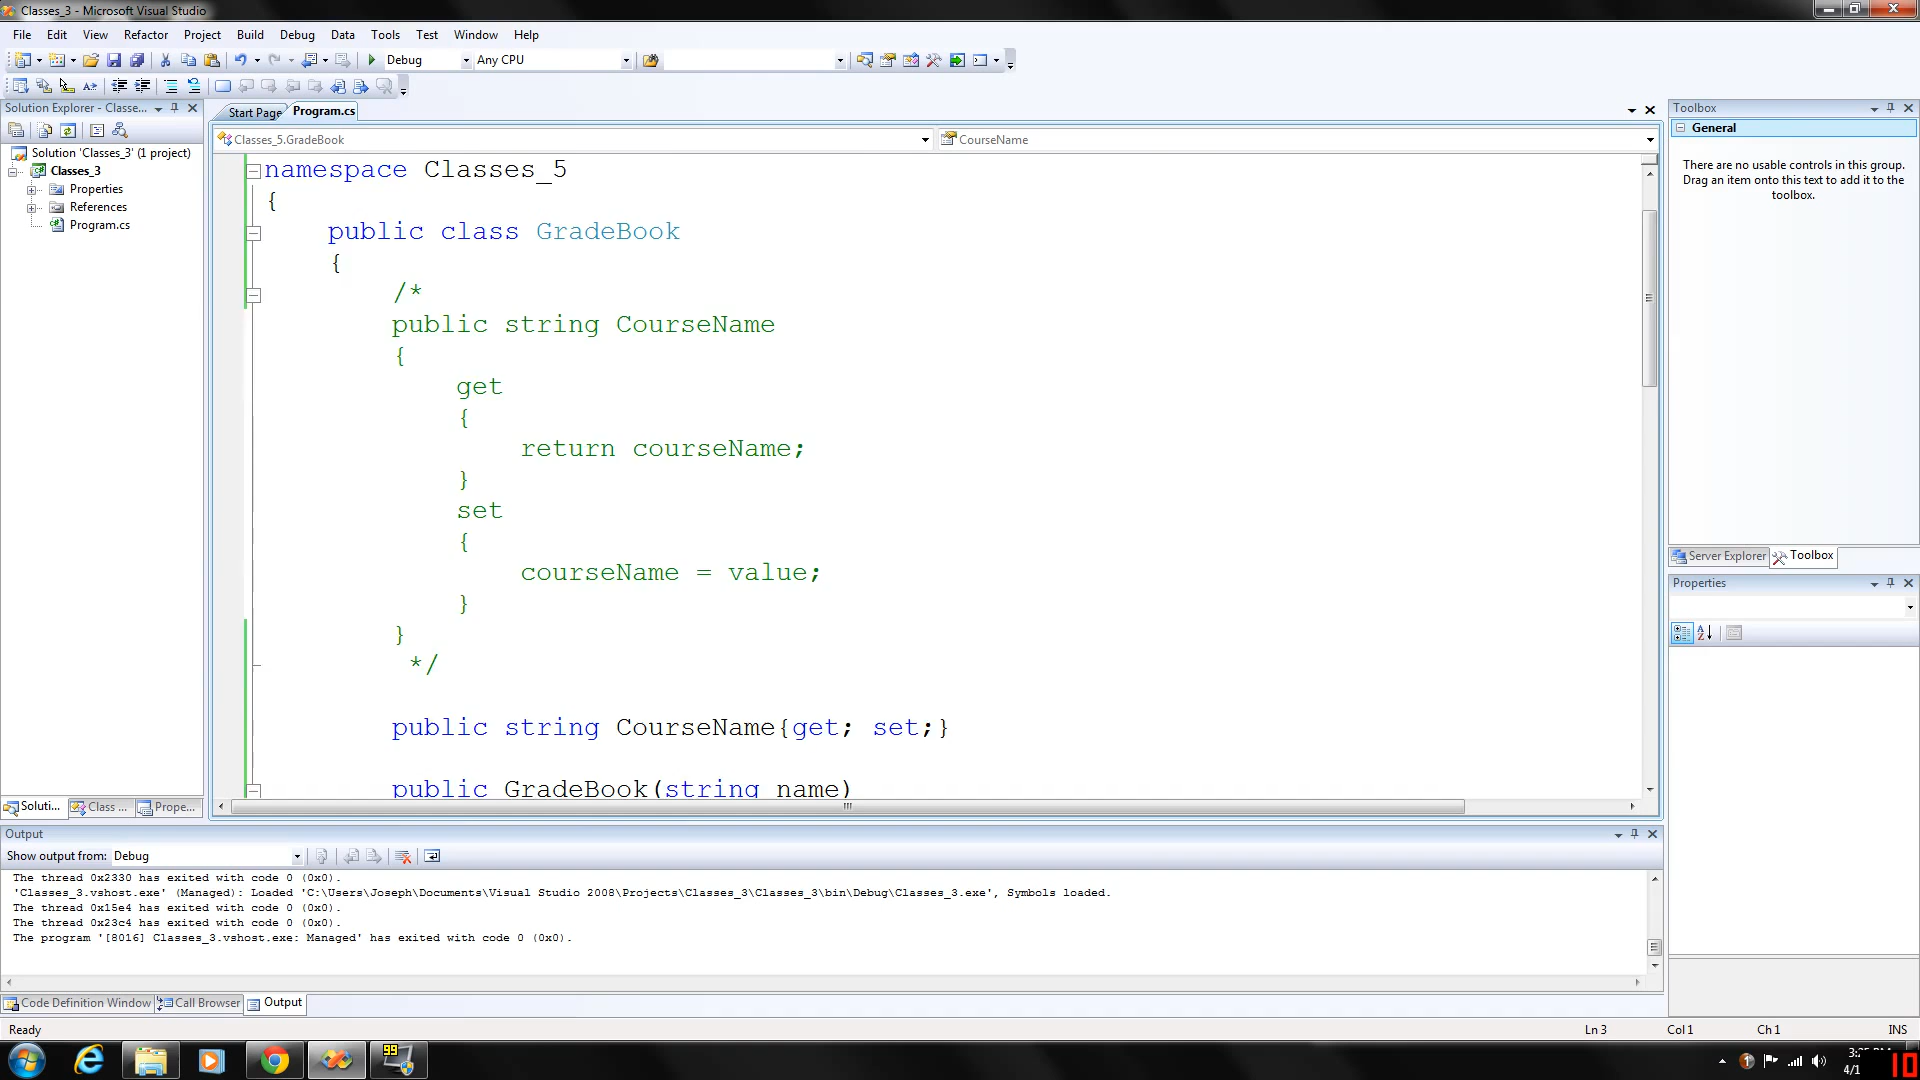 Classes_3 - Microsoft Visual Studio
File Edit View Refactor Project Build Debug Data Tools Test Window Help
Debug Any CPU
Solution Explorer - Classe...
Start Page Program.cs
Toolbox
General
There are no usable controls in this group.
Drag an item onto this text to add it to the
toolbox.
Solution 'Classes_3' (1 project)
Classes_3
Properties
References
Program.cs
Classes_5.GradeBook CourseName
namespace Classes_5
{
public class GradeBook
{
/*
public string CourseName
{
get
{
return courseName;
}
set
{
courseName = value;
}
}
*/
public string CourseName{get; set;}
public GradeBook(string name)
Server Explorer Toolbox
Properties
Soluti... Class ... Prope...
Output
Show output from: Debug
The thread 0x2330 has exited with code 0 (0x0).
'Classes_3.vshost.exe' (Managed): Loaded 'C:\Users\Joseph\Documents\Visual Studio 2008\Projects\Classes_3\Classes_3\bin\Debug\Classes_3.exe', Symbols loaded.
The thread 0x15e4 has exited with code 0 (0x0).
The thread 0x23c4 has exited with code 0 (0x0).
The program '[8016] Classes_3.vshost.exe: Managed' has exited with code 0 (0x0).
Code Definition Window Call Browser Output
Ready Ln 3 Col 1 Ch 1 INS
99
4/1
10